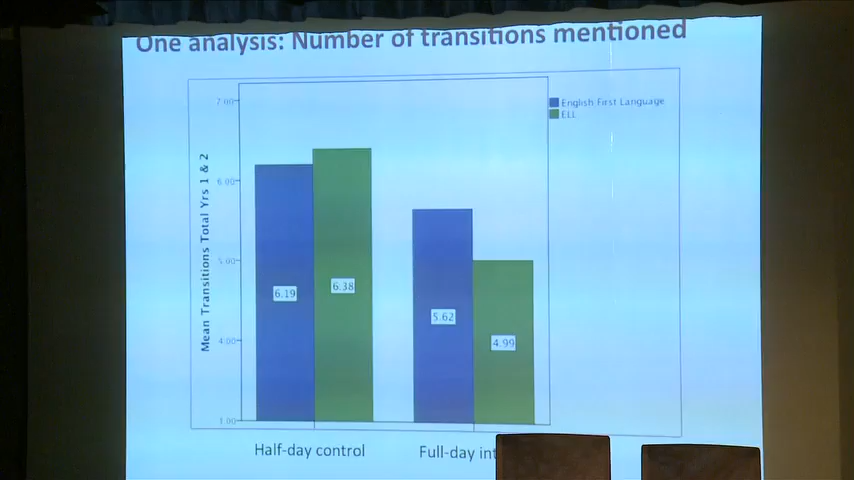 One analysis: Number of transitions mentioned
English First Language
ELL
Mean Transitions Total Yrs 1 & 2
7.00
6.00
5.00
4.00
6.19
6.38
5.62
4.99
Half-day control
Full-day int